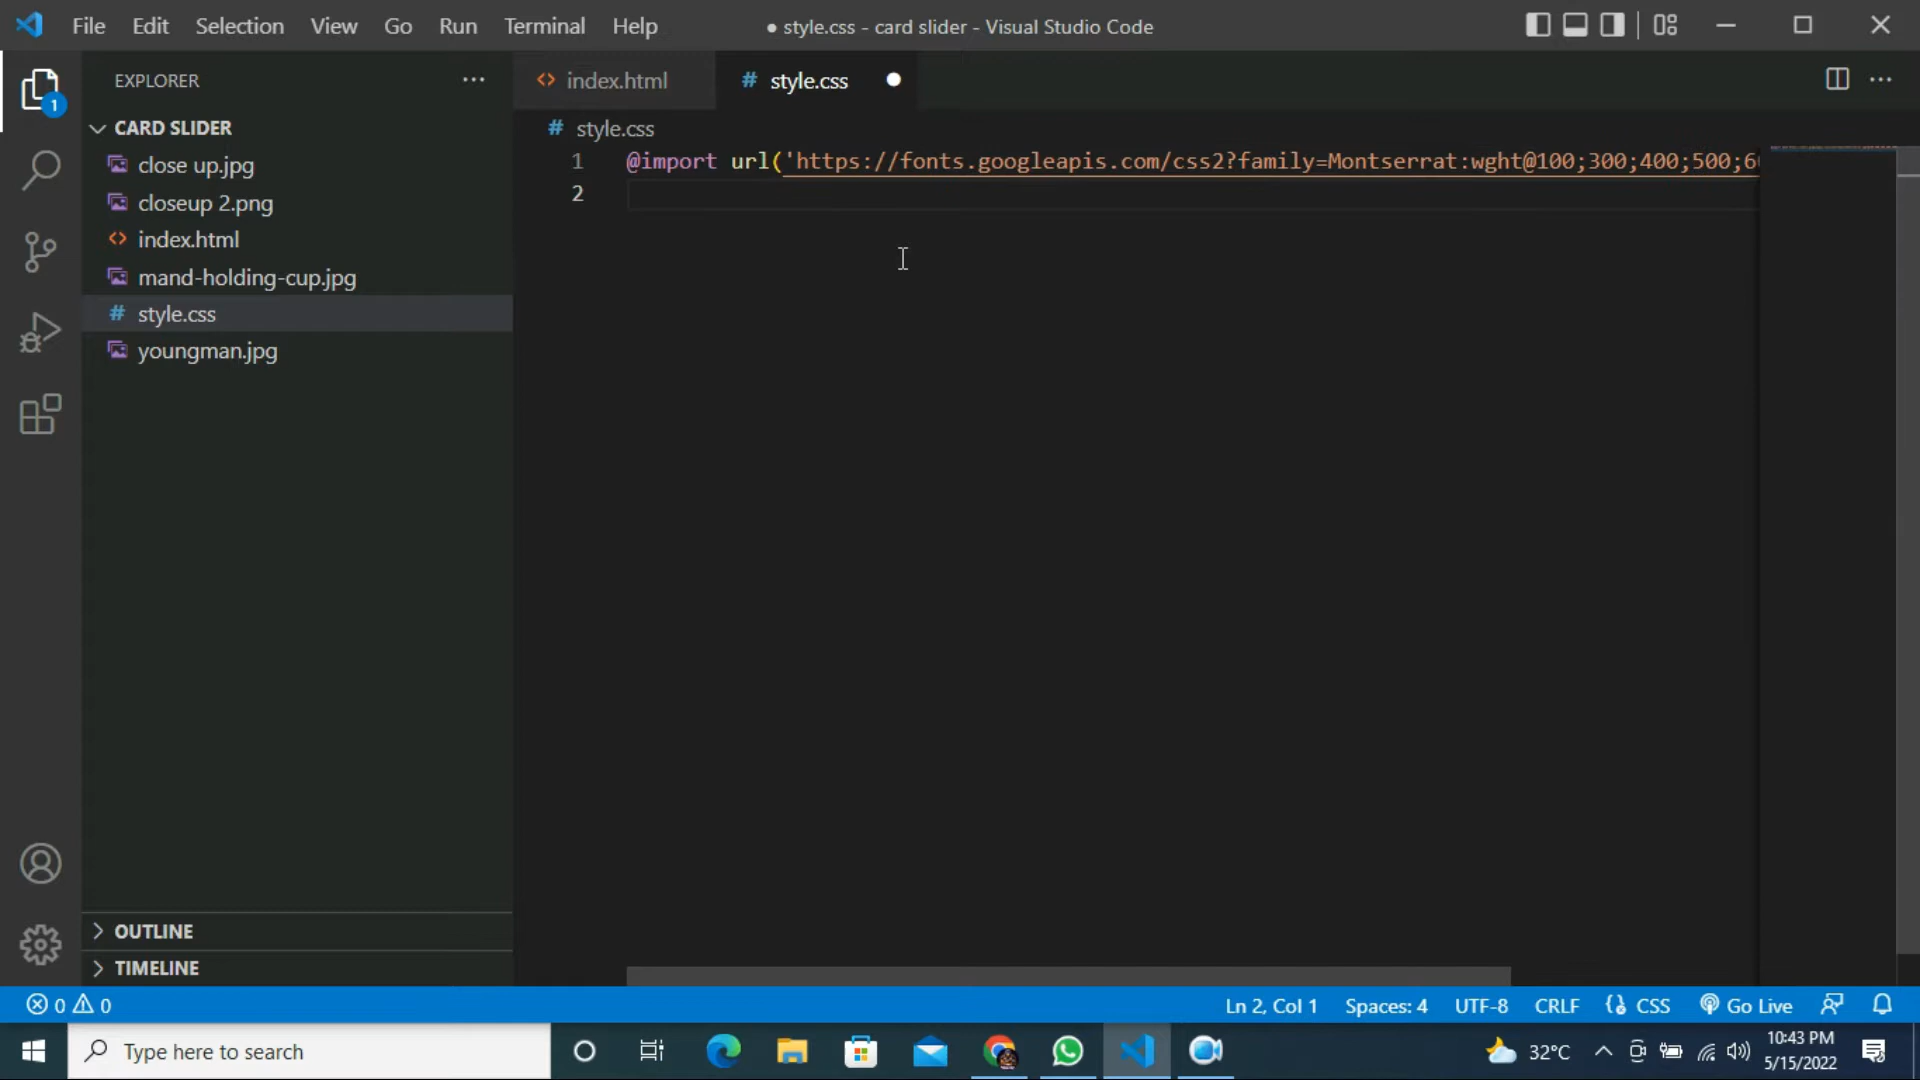 File Edit Selection View Go Run Terminal Help
● style.css - card slider - Visual Studio Code
EXPLORER
index.html
# style.css
1
CARD SLIDER
# style.css
close up.jpg
closeup 2.png
index.html
mand-holding-cup.jpg
# style.css
youngman.jpg
1 @import url('https://fonts.googleapis.com/css2?family=Montserrat:wght@100;300;400;500;6
2
OUTLINE
TIMELINE
0 0
Ln 2, Col 1 Spaces: 4 UTF-8 CRLF CSS Go Live
Type here to search
32°C
10:43 PM
5/15/2022